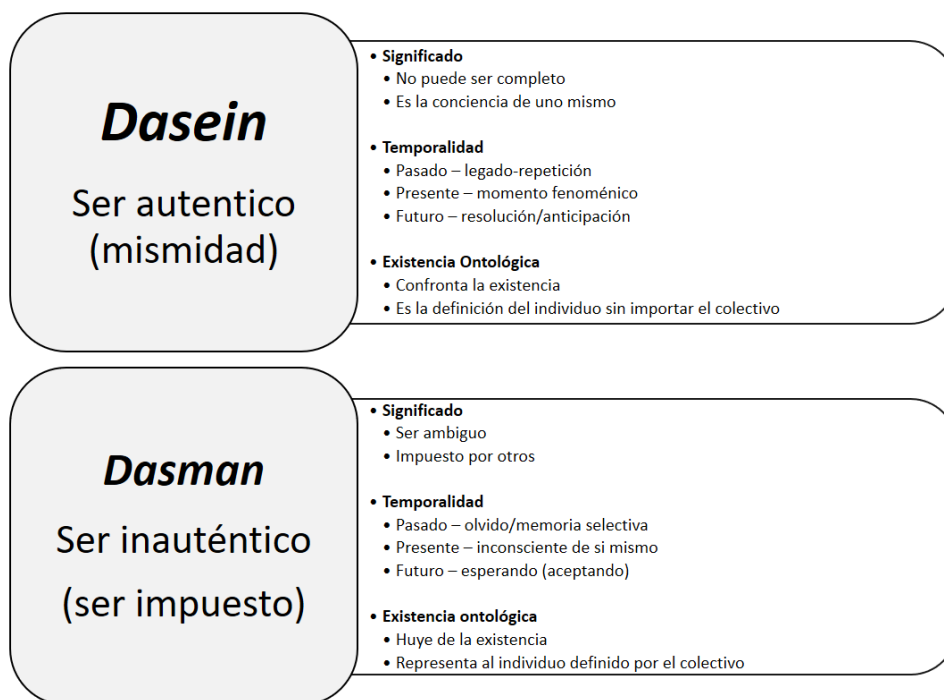 Dasein
Ser autentico
(mismidad)
• Significado
• No puede ser completo
• Es la conciencia de uno mismo
• Temporalidad
• Pasado – legado-repetición
• Presente – momento fenoménico
• Futuro – resolución/anticipación
• Existencia Ontológica
• Confronta la existencia
• Es la definición del individuo sin importar el colectivo
Dasman
Ser inauténtico
(ser impuesto)
• Significado
• Ser ambiguo
• Impuesto por otros
• Temporalidad
• Pasado – olvido/memoria selectiva
• Presente – inconsciente de si mismo
• Futuro – esperando (aceptando)
• Existencia ontológica
• Huye de la existencia
• Representa al individuo definido por el colectivo